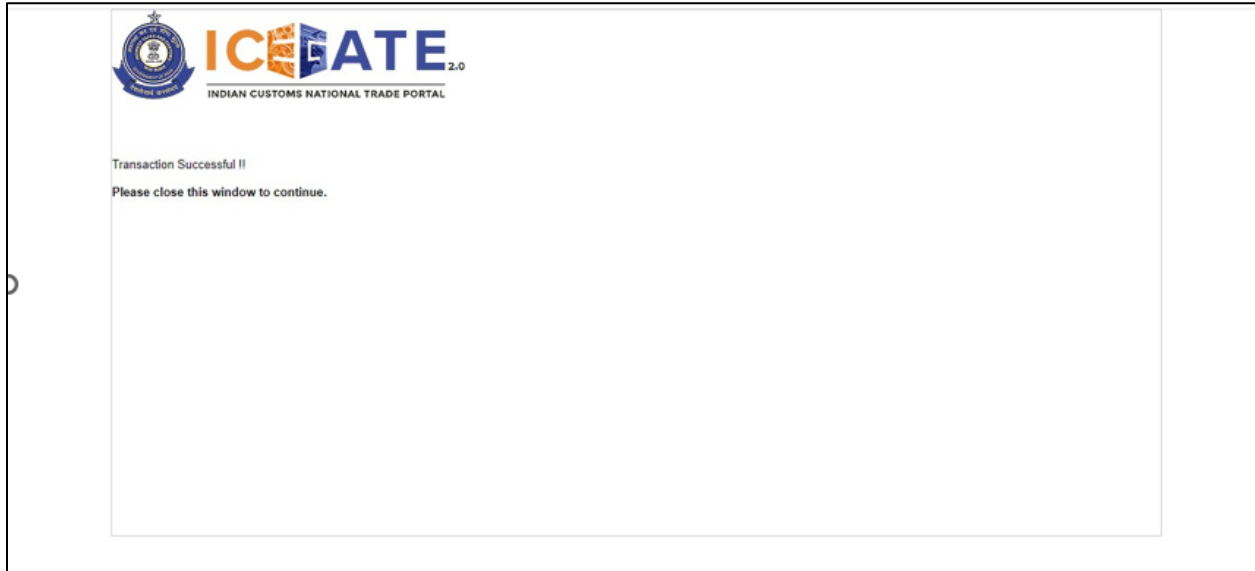 ICEGATE 2.0
INDIAN CUSTOMS NATIONAL TRADE PORTAL
Transaction Successful !!
Please close this window to continue.